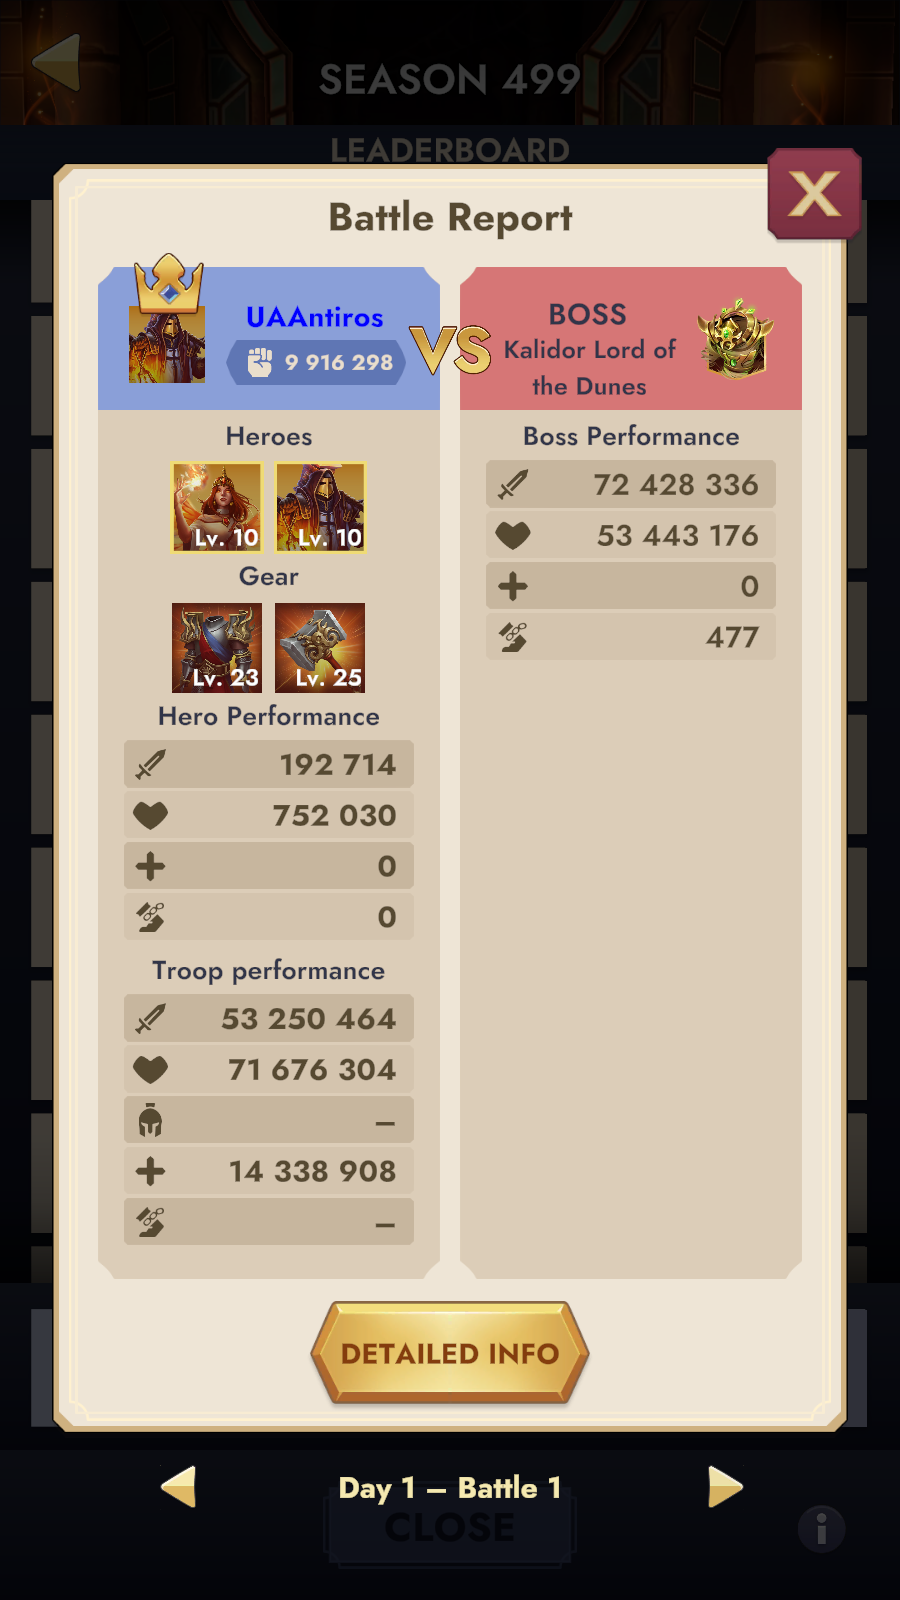 SEASON 499
LEADERBOARD
Battle Report
X
UAAntiros
9 916 298
VS
BOSS
Kalidor Lord of
the Dunes
Heroes
Lv. 10
Lv. 10
Gear
Lv. 23
Lv. 25
Hero Performance
192 714
752 030
0
0
Troop performance
53 250 464
71 676 304
–
14 338 908
–
Boss Performance
72 428 336
53 443 176
0
477
DETAILED INFO
Day 1 – Battle 1
CLOSE
i